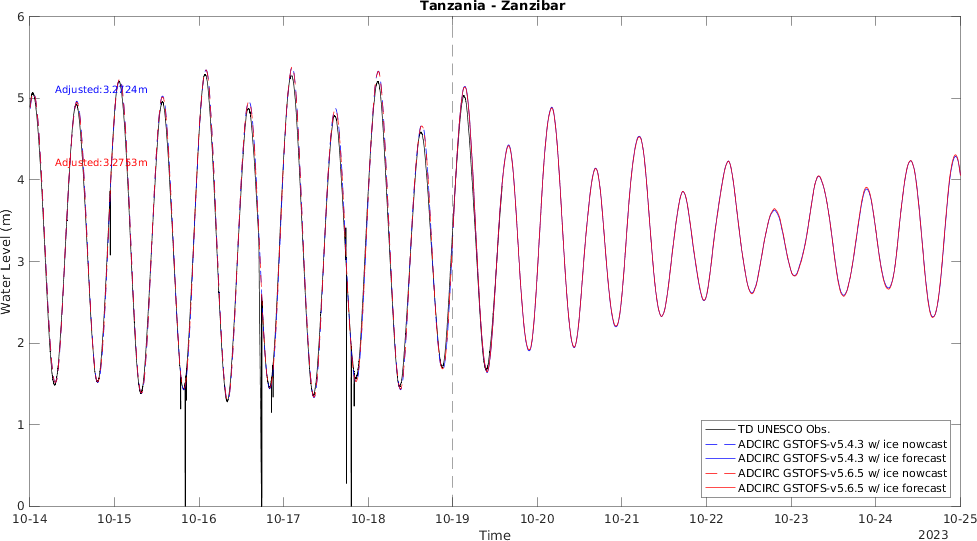 Tanzania - Zanzibar
6
5
4
3
2
1
0
Water Level (m)
Adjusted:3.2724m
Adjusted:3.2753m
TD UNESCO Obs.
ADCIRC GSTOFS-v5.4.3 w/ ice nowcast
ADCIRC GSTOFS-v5.4.3 w/ ice forecast
ADCIRC GSTOFS-v5.6.5 w/ ice nowcast
ADCIRC GSTOFS-v5.6.5 w/ ice forecast
10-14 10-15 10-16 10-17 10-18 10-19 10-20 10-21 10-22 10-23 10-24 10-25
Time
2023